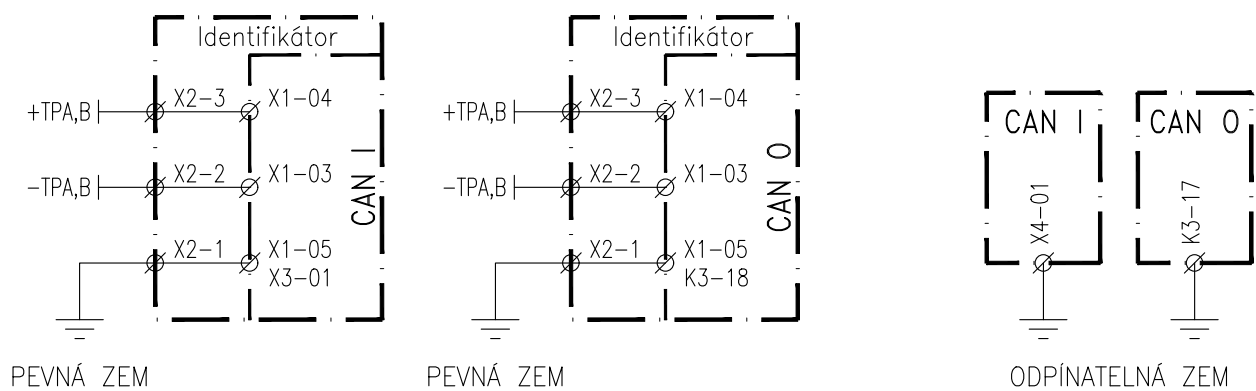 Identifikátor
+TPA,B
X2-3
X1-04
-TPA,B
X2-2
X1-03
CAN I
X2-1
X1-05
X3-01
PEVNÁ ZEM
Identifikátor
+TPA,B
X2-3
X1-04
-TPA,B
X2-2
X1-03
CAN O
X2-1
X1-05
K3-18
PEVNÁ ZEM
CAN I
X4-01
CAN O
K3-17
ODPÍNATELNÁ ZEM